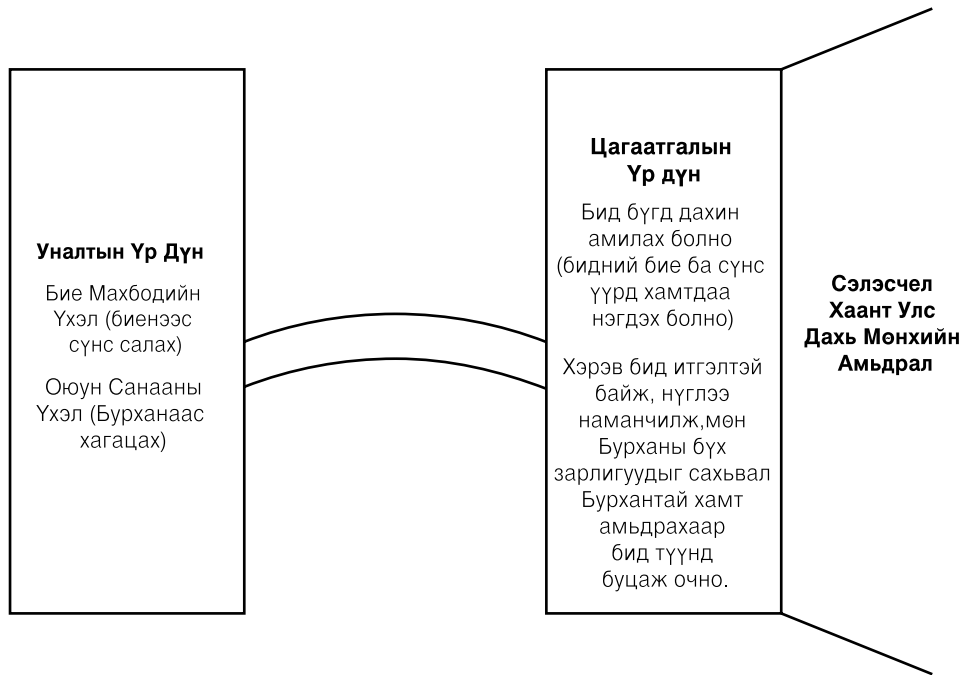 Уналтын Үр Дүн
Бие Махбодийн
Үхэл (биенээс
сүнс салах)
Оюун Санааны
Үхэл (Бурханаас
хагацах)
Цагаатгалын
Үр дүн
Бид бүгд дахин
амилах болно
(бидний бие ба сүнс
үүрд хамтдаа
нэгдэх болно)
Хэрэв бид итгэлтэй
байж, нүглээ
наманчилж,мөн
Бурханы бүх
зарлигуудыг сахьвал
Бурхантай хамт
амьдрахаар
бид түүнд
буцаж очно.
Сэлэсчел
Хаант Улс
Дахь Мөнхийн
Амьдрал